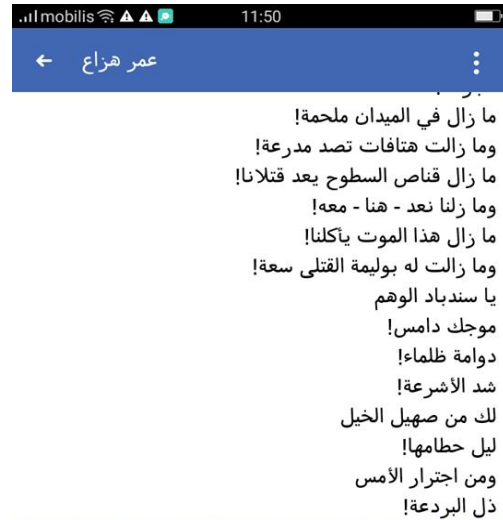 mobilis 11:50
عمر هزاع
ما زال في الميدان ملحمة!
وما زالت هتافات تصد مدرعة!
ما زال قناص السطوح يعد قتلانا!
وما زلنا نعد - هنا - معه!
ما زال هذا الموت يأكلنا!
وما زالت له بوليمة القتلى سعة!
يا سندباد الوهم
موجك دامس!
دوامة ظلماء!
شد الأشرعة!
لك من صهيل الخيل
ليل حطامها!
ومن اجترار الأمس
ذل البردعة!